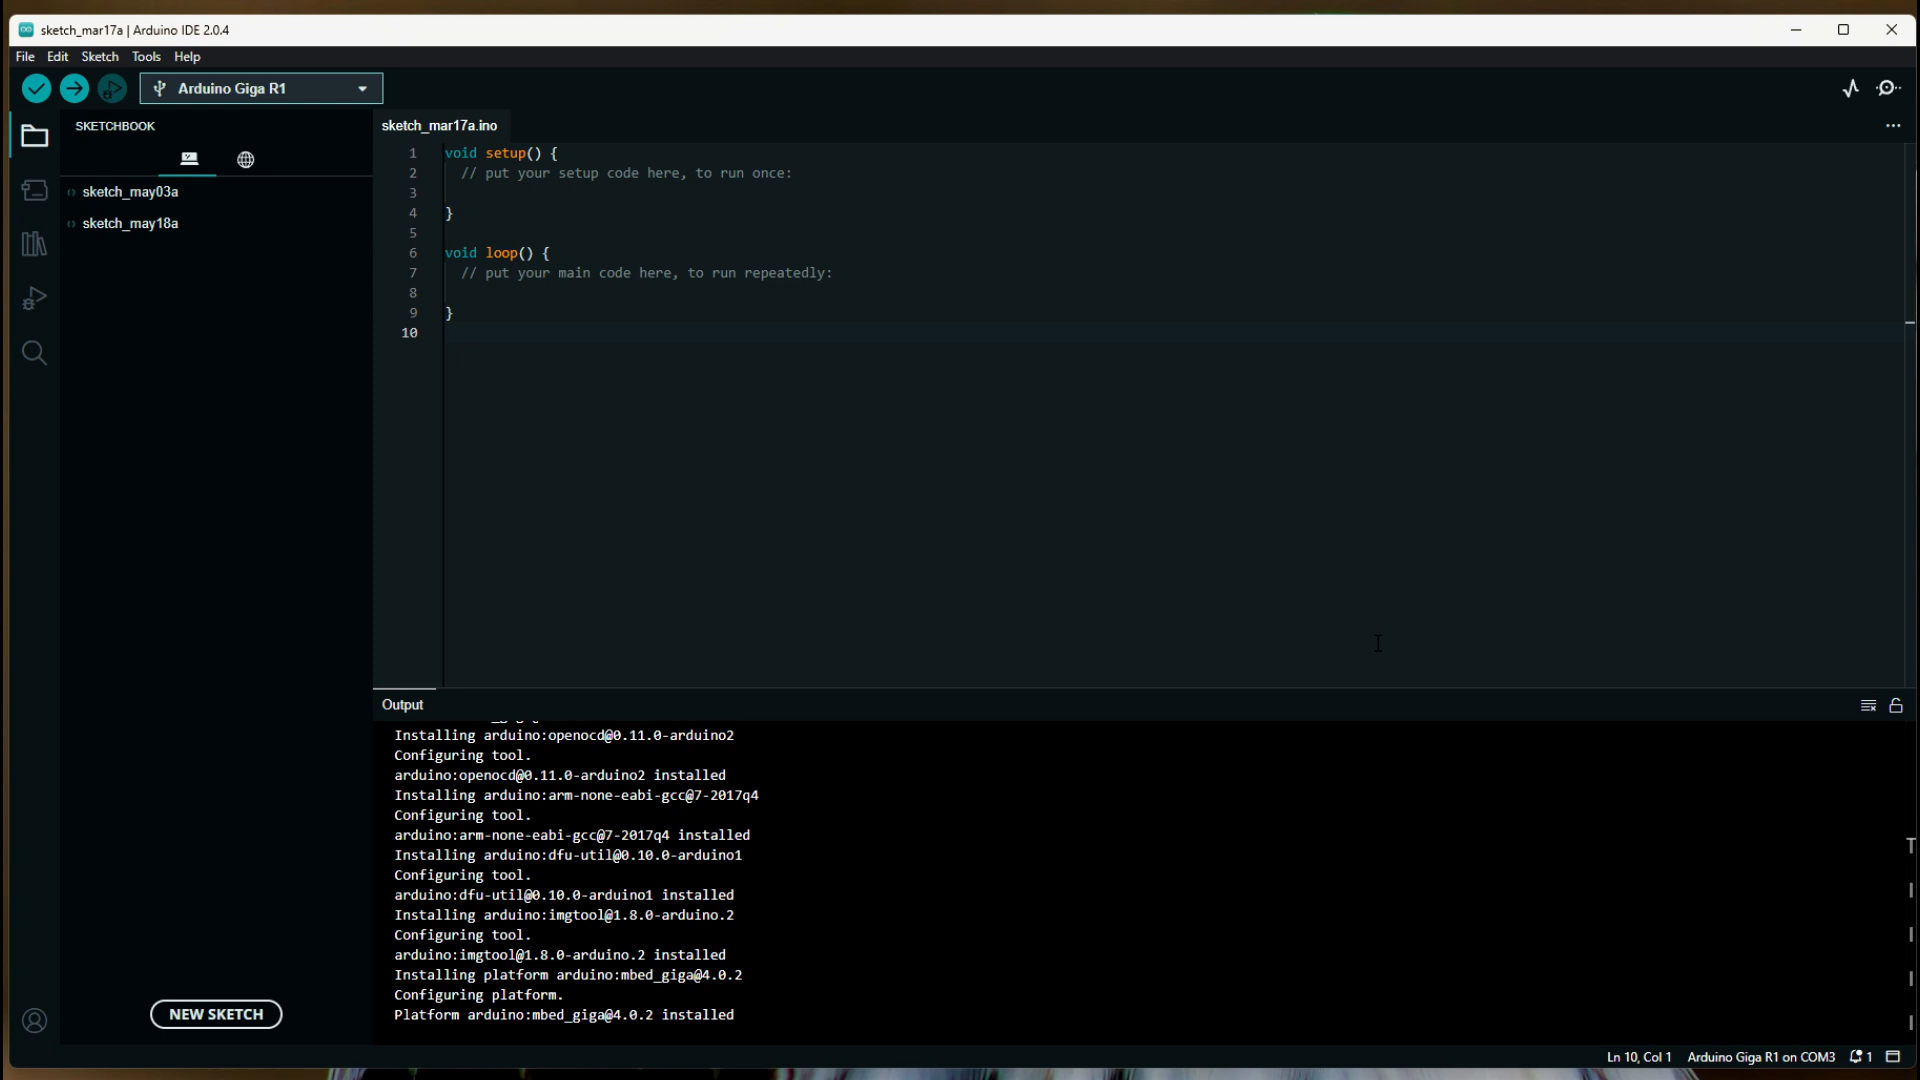 sketch_mar17a | Arduino IDE 2.0.4
File Edit Sketch Tools Help
Arduino Giga R1
SKETCHBOOK
sketch_may03a
sketch_may18a
NEW SKETCH
sketch_mar17a.ino
1 void setup() {
2 // put your setup code here, to run once:
3
4 }
5
6 void loop() {
7 // put your main code here, to run repeatedly:
8
9 }
10
Output
Installing arduino:openocd@0.11.0-arduino2
Configuring tool.
arduino:openocd@0.11.0-arduino2 installed
Installing arduino:arm-none-eabi-gcc@7-2017q4
Configuring tool.
arduino:arm-none-eabi-gcc@7-2017q4 installed
Installing arduino:dfu-util@0.10.0-arduino1
Configuring tool.
arduino:dfu-util@0.10.0-arduino1 installed
Installing arduino:imgtool@1.8.0-arduino.2
Configuring tool.
arduino:imgtool@1.8.0-arduino.2 installed
Installing platform arduino:mbed_giga@4.0.2
Configuring platform.
Platform arduino:mbed_giga@4.0.2 installed
Ln 10, Col 1 Arduino Giga R1 on COM3 1